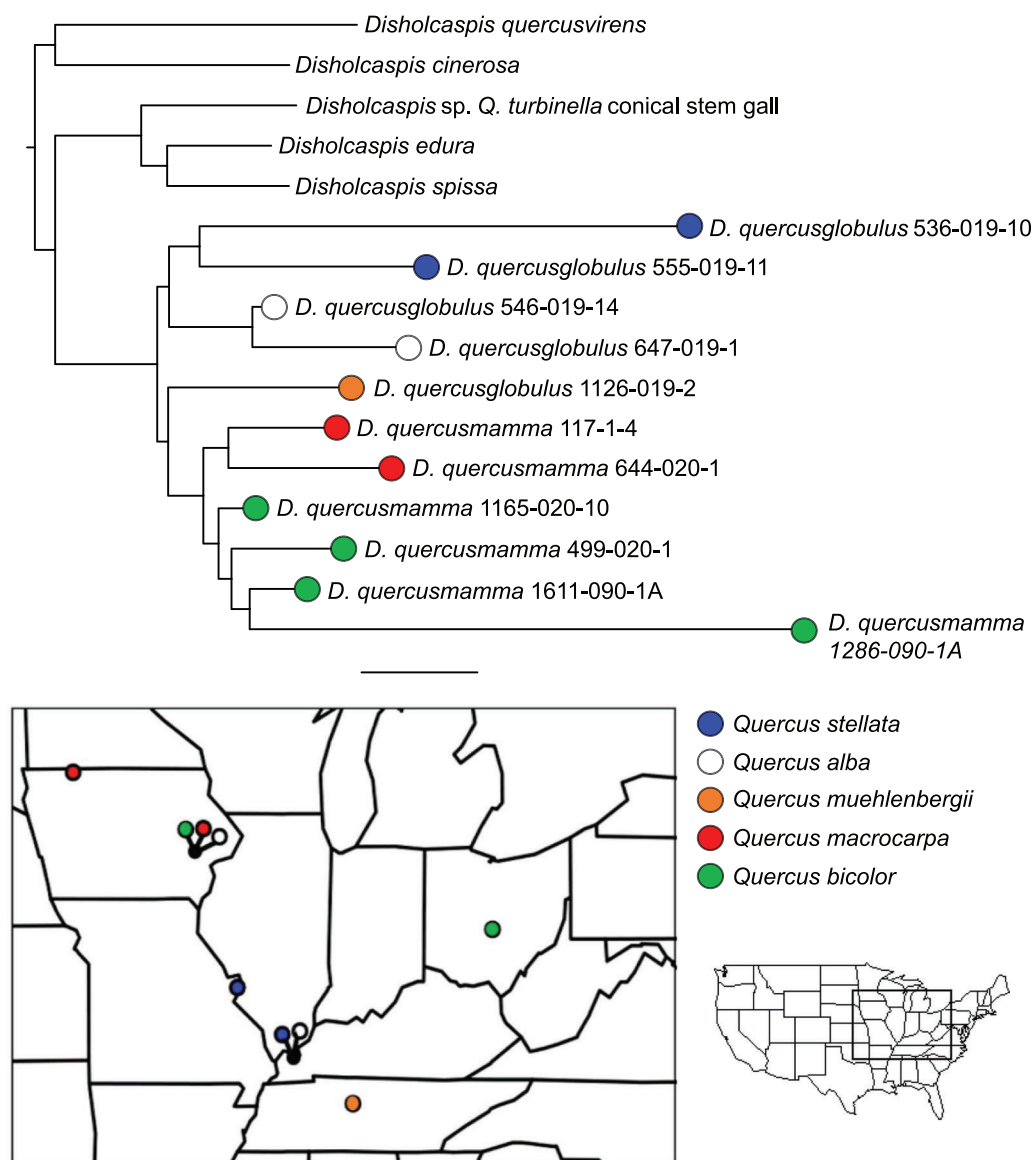 Disholcaspis quercusvirens
Disholcaspis cinerosa
Disholcaspis sp. Q. turbinella conical stem gall
Disholcaspis edura
Disholcaspis spissa
D. quercusglobulus 536-019-10
D. quercusglobulus 555-019-11
D. quercusglobulus 546-019-14
D. quercusglobulus 647-019-1
D. quercusglobulus 1126-019-2
D. quercusmamma 117-1-4
D. quercusmamma 644-020-1
D. quercusmamma 1165-020-10
D. quercusmamma 499-020-1
D. quercusmamma 1611-090-1A
D. quercusmamma
1286-090-1A
Quercus stellata
Quercus alba
Quercus muehlenbergii
Quercus macrocarpa
Quercus bicolor